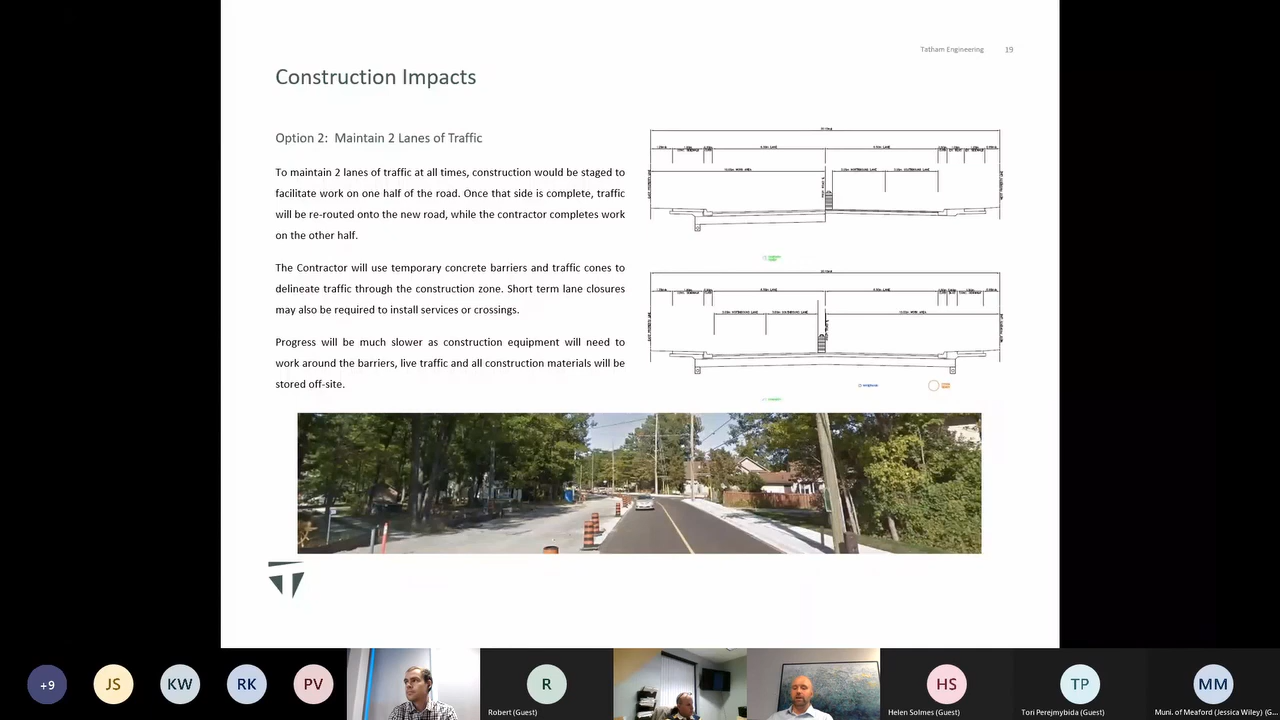 Tatham Engineering 19
Construction Impacts
Option 2: Maintain 2 Lanes of Traffic
To maintain 2 lanes of traffic at all times, construction would be staged to
facilitate work on one half of the road. Once that side is complete, traffic
will be re-routed onto the new road, while the contractor completes work
on the other half.
The Contractor will use temporary concrete barriers and traffic cones to
delineate traffic through the construction zone. Short term lane closures
may also be required to install services or crossings.
Progress will be much slower as construction equipment will need to
work around the barriers, live traffic and all construction materials will be
stored off-site.
+9
JS
KW
RK
PV
R
Robert (Guest)
HS
Helen Solmes (Guest)
TP
Tori Perejmybida (Guest)
MM
Muni. of Meaford (Jessica Wiley) (G...